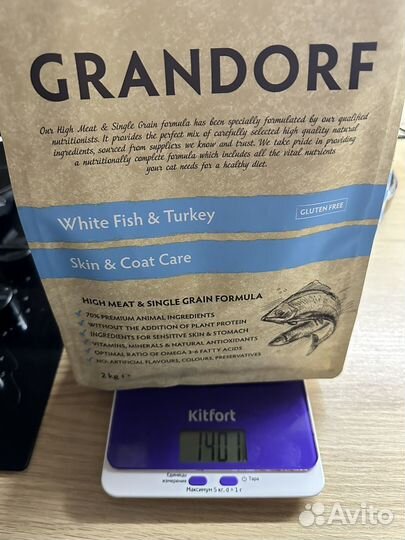 GRANDORF
Our High Meat & Single Grain formula has been specially formulated by our qualified
nutritionists. It provides the perfect mix of carefully selected high quality natural
ingredients, sourced from suppliers we know and trust. We take pride in providing
a nutritionally complete formula which includes all the vital nutrients
your cat needs for a healthy diet.
White Fish & Turkey
GLUTEN FREE
Skin & Coat Care
HIGH MEAT & SINGLE GRAIN FORMULA
70% PREMIUM ANIMAL INGREDIENTS
WITHOUT THE ADDITION OF PLANT PROTEIN
INGREDIENTS FOR SENSITIVE SKIN & STOMACH
VITAMINS, MINERALS & NATURAL ANTIOXIDANTS
OPTIMAL RATIO OF OMEGA 3-6 FATTY ACIDS
NO ARTIFICIAL FLAVOURS, COLOURS, PRESERVATIVES
2 kg e
Kitfort
1401
Единицы
измерения
Тара
Максимум 5 кг, d = 1 г
Avito